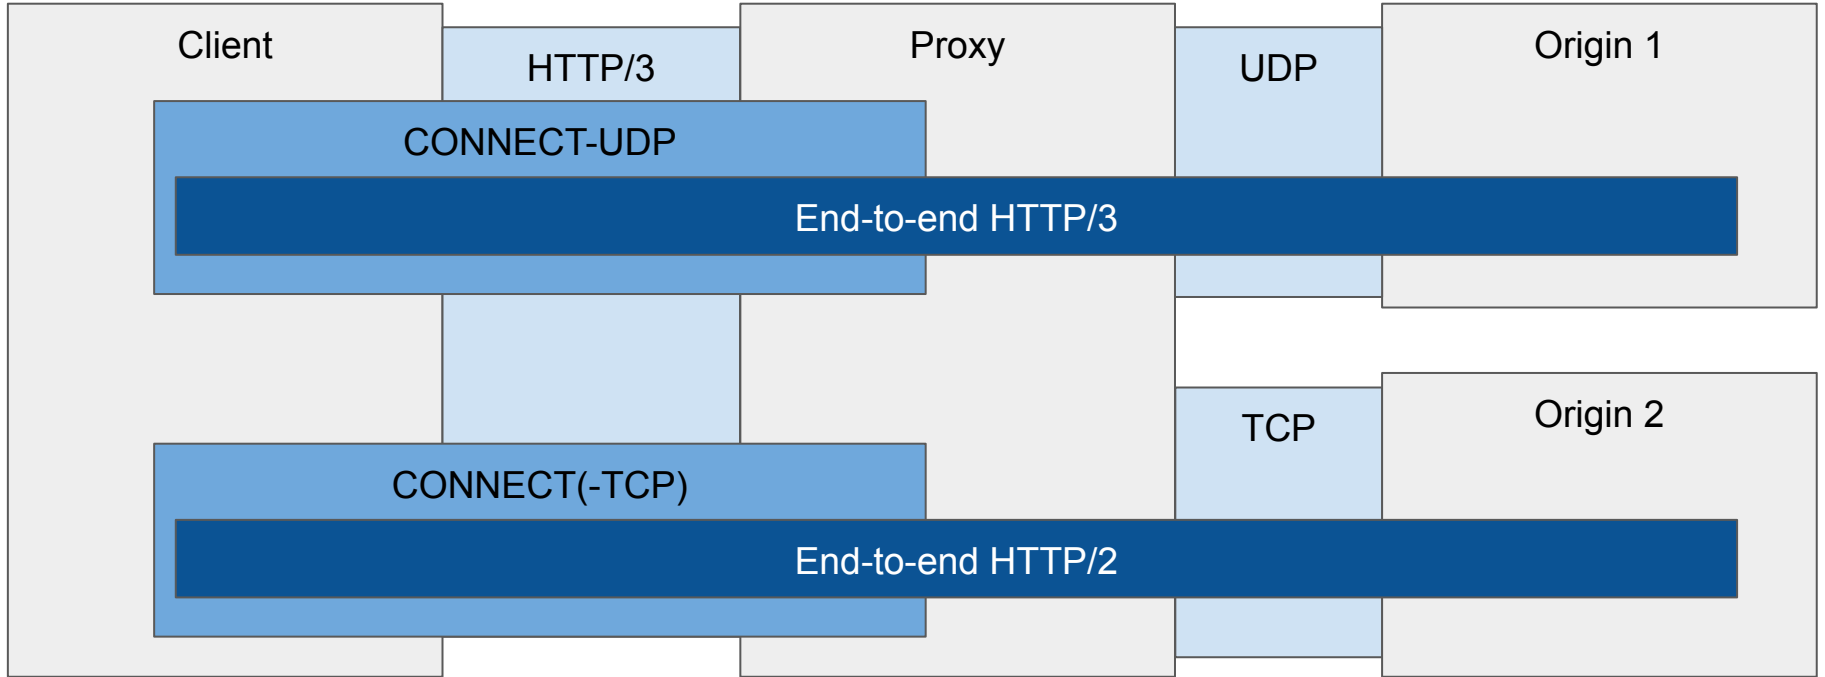 Client
HTTP/3
Proxy
UDP
Origin 1
CONNECT-UDP
End-to-end HTTP/3
TCP
Origin 2
CONNECT(-TCP)
End-to-end HTTP/2